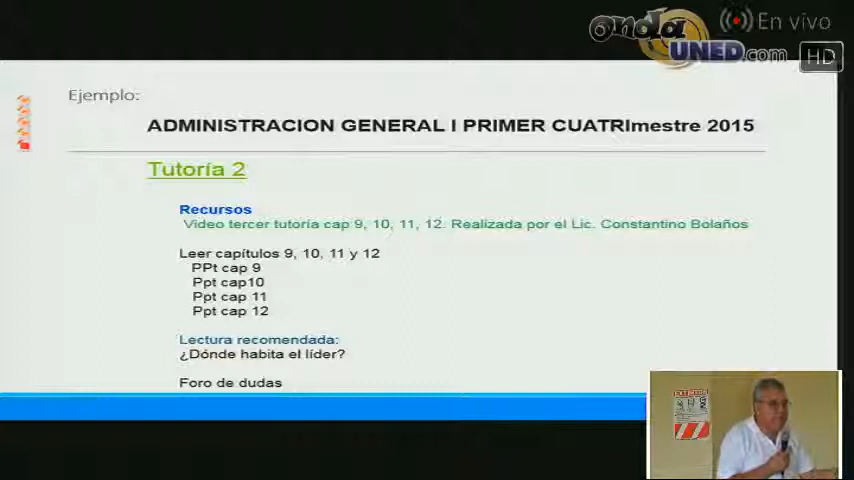 onda
UNED.com
En vivo
HD
Ejemplo:
ADMINISTRACION GENERAL I PRIMER CUATRImestre 2015
Tutoría 2
Recursos
Video tercer tutoría cap 9, 10, 11, 12. Realizada por el Lic. Constantino Bolaños
Leer capítulos 9, 10, 11 y 12
PPt cap 9
Ppt cap10
Ppt cap 11
Ppt cap 12
Lectura recomendada:
¿Dónde habita el líder?
Foro de dudas